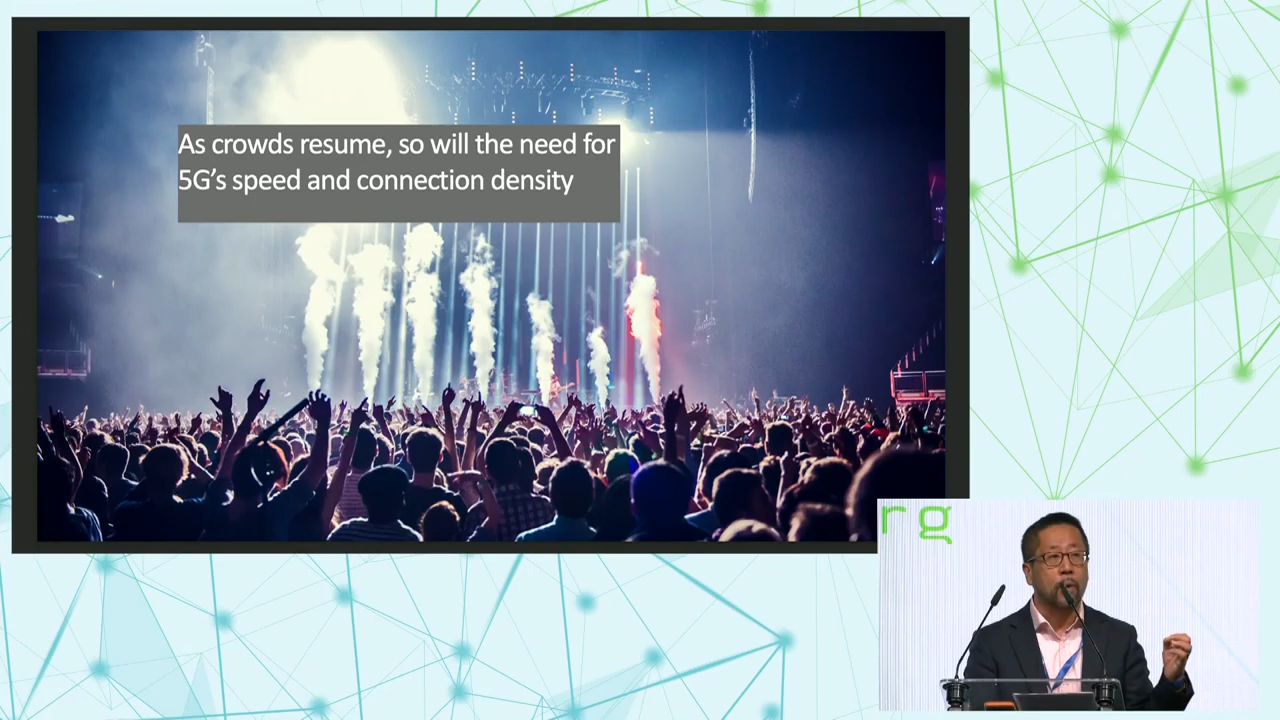 As crowds resume, so will the need for
5G’s speed and connection density
rg